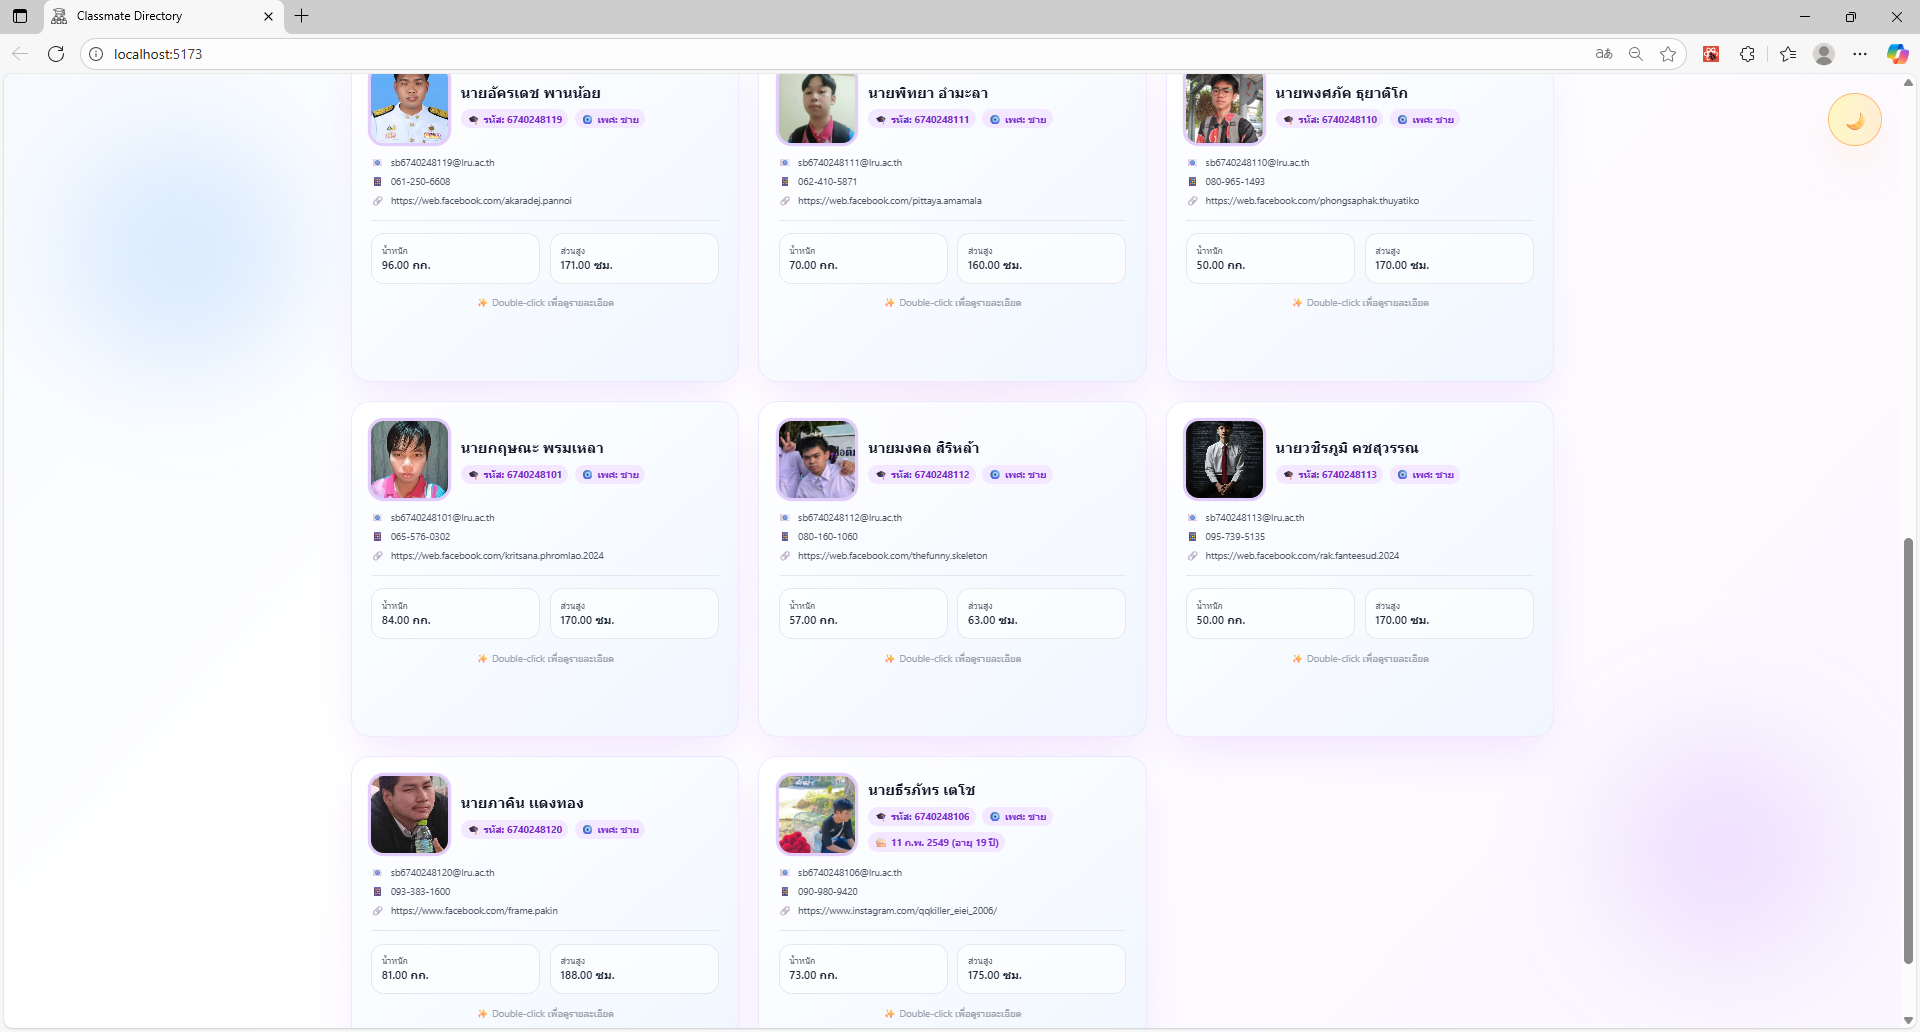 Classmate Directory
localhost:5173
นายอัครเดช พานน้อย
รหัส: 6740248119 เพศ: ชาย
sb6740248119@lru.ac.th
061-250-6608
https://web.facebook.com/akaradej.pannoi
น้ำหนัก
96.00 กก.
ส่วนสูง
171.00 ซม.
Double-click เพื่อดูรายละเอียด
นายพิทยา อำมะลา
รหัส: 6740248111 เพศ: ชาย
sb6740248111@lru.ac.th
062-410-5871
https://web.facebook.com/pittaya.amamala
น้ำหนัก
70.00 กก.
ส่วนสูง
160.00 ซม.
Double-click เพื่อดูรายละเอียด
นายพงศภัค ธุยาติโก
รหัส: 6740248110 เพศ: ชาย
sb6740248110@lru.ac.th
080-965-1493
https://web.facebook.com/phongsaphak.thuyatiko
น้ำหนัก
50.00 กก.
ส่วนสูง
170.00 ซม.
Double-click เพื่อดูรายละเอียด
นายกฤษณะ พรมเหลา
รหัส: 6740248101 เพศ: ชาย
sb6740248101@lru.ac.th
065-576-0302
https://web.facebook.com/kritsana.phromlao.2024
น้ำหนัก
84.00 กก.
ส่วนสูง
170.00 ซม.
Double-click เพื่อดูรายละเอียด
นายมงคล สิริหล้า
รหัส: 6740248112 เพศ: ชาย
sb6740248112@lru.ac.th
080-160-1060
https://web.facebook.com/thefunny.skeleton
น้ำหนัก
57.00 กก.
ส่วนสูง
63.00 ซม.
Double-click เพื่อดูรายละเอียด
นายวชิรภูมิ คชสุวรรณ
รหัส: 6740248113 เพศ: ชาย
sb740248113@lru.ac.th
095-739-5135
https://web.facebook.com/rak.fanteesud.2024
น้ำหนัก
50.00 กก.
ส่วนสูง
170.00 ซม.
Double-click เพื่อดูรายละเอียด
นายภาคิน แดงทอง
รหัส: 6740248120 เพศ: ชาย
sb6740248120@lru.ac.th
093-383-1600
https://www.facebook.com/frame.pakin
น้ำหนัก
81.00 กก.
ส่วนสูง
188.00 ซม.
Double-click เพื่อดูรายละเอียด
นายธีรภัทร เตโช
รหัส: 6740248106 เพศ: ชาย
11 ก.พ. 2549 (อายุ 19 ปี)
sb6740248106@lru.ac.th
090-980-9420
https://www.instagram.com/qqkiller_eiei_2006/
น้ำหนัก
73.00 กก.
ส่วนสูง
175.00 ซม.
Double-click เพื่อดูรายละเอียด